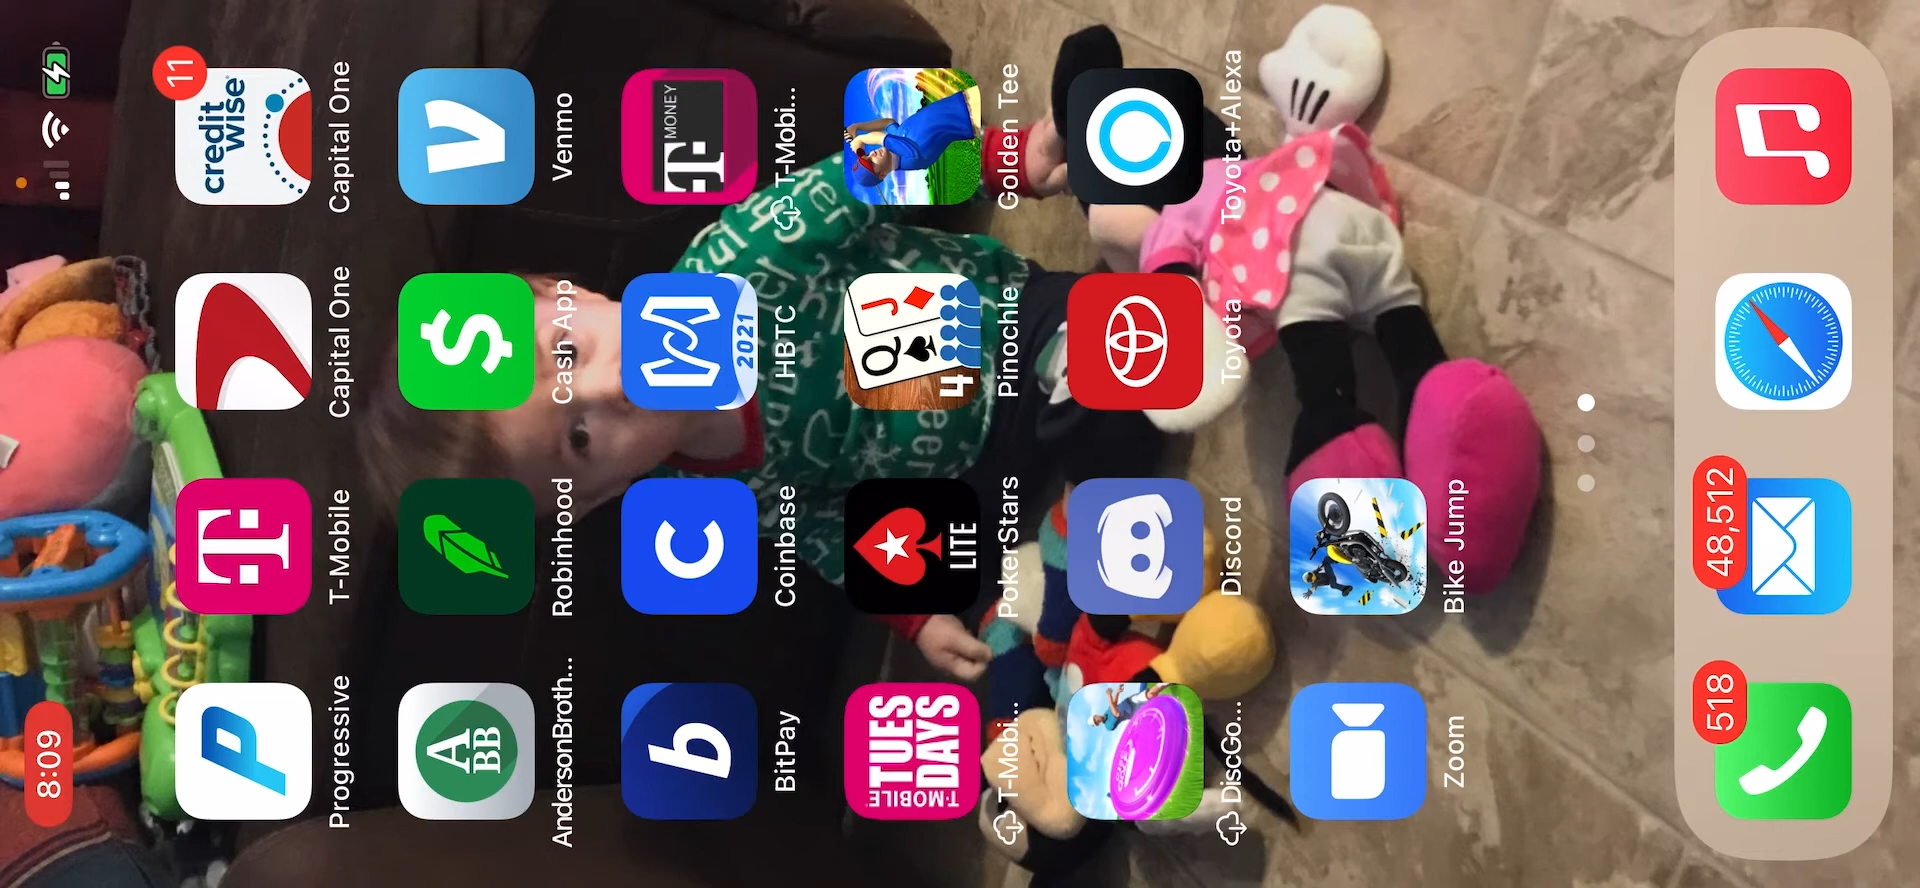 8:09
Progressive
T-Mobile
Capital One
credit
wise
11
Capital One
A
BB
AndersonBroth...
Robinhood
$
Cash App
Venmo
b
BitPay
C
Coinbase
2021
HBTC
T MONEY
T-Mobi...
T-MOBILE
TUES
DAYS
T-Mobi...
LITE
PokerStars
Q J
4
Pinochle
Golden Tee
DiscGo...
Discord
Toyota
Toyota+Alexa
Zoom
Bike Jump
518
48,512